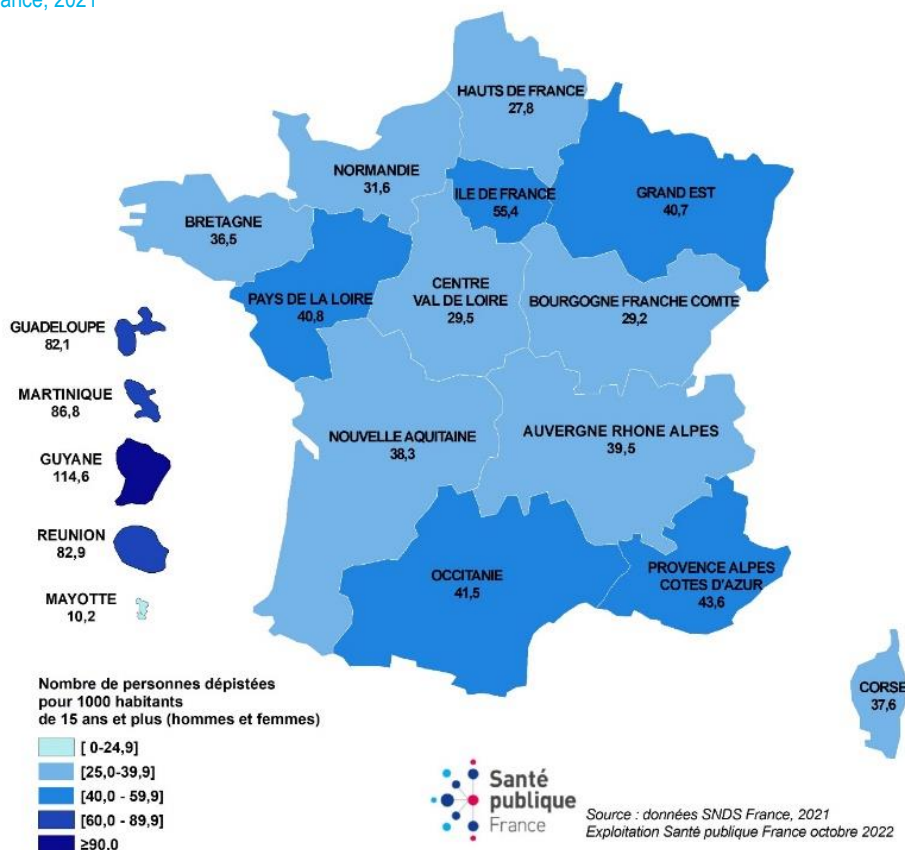 ance, 2021
HAUTS DE FRANCE
27,8
NORMANDIE
31,6
ILE DE FRANCE
55,4
GRAND EST
40,7
BRETAGNE
36,5
PAYS DE LA LOIRE
40,8
CENTRE
VAL DE LOIRE
29,5
BOURGOGNE FRANCHE COMTE
29,2
GUADELOUPE
82,1
MARTINIQUE
86,8
GUYANE
114,6
REUNION
82,9
MAYOTTE
10,2
NOUVELLE AQUITAINE
38,3
AUVERGNE RHONE ALPES
39,5
OCCITANIE
41,5
PROVENCE ALPES
COTES D'AZUR
43,6
CORSE
37,6
Nombre de personnes dépistées
pour 1000 habitants
de 15 ans et plus (hommes et femmes)
[ 0-24,9]
[25,0-39,9]
[40,0 - 59,9]
[60,0 - 89,9]
≥90,0
Santé
publique
France
Source : données SNDS France, 2021
Exploitation Santé publique France octobre 2022